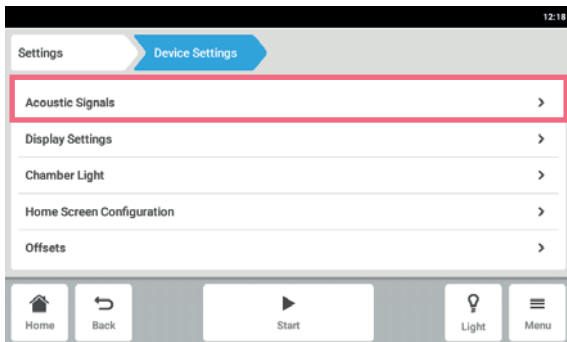 12:18
Settings
Device Settings
Acoustic Signals
Display Settings
Chamber Light
Home Screen Configuration
Offsets
Home
Back
Start
Light
Menu